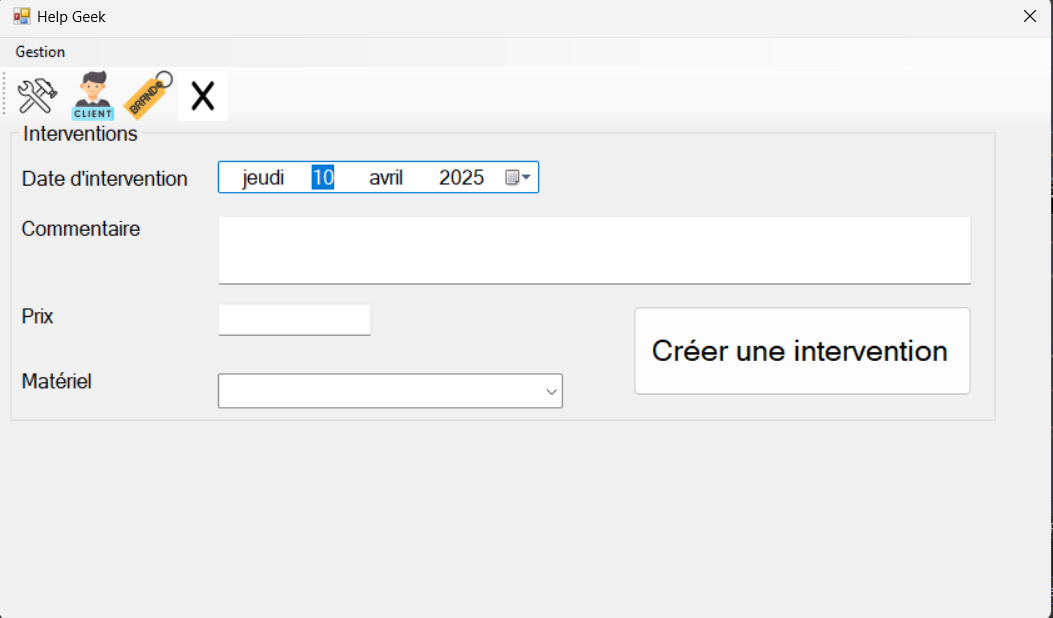 Help Geek
Gestion
CLIENT
BRAND
X
Interventions
Date d'intervention jeudi 10 avril 2025
Commentaire
Prix
Créer une intervention
Matériel